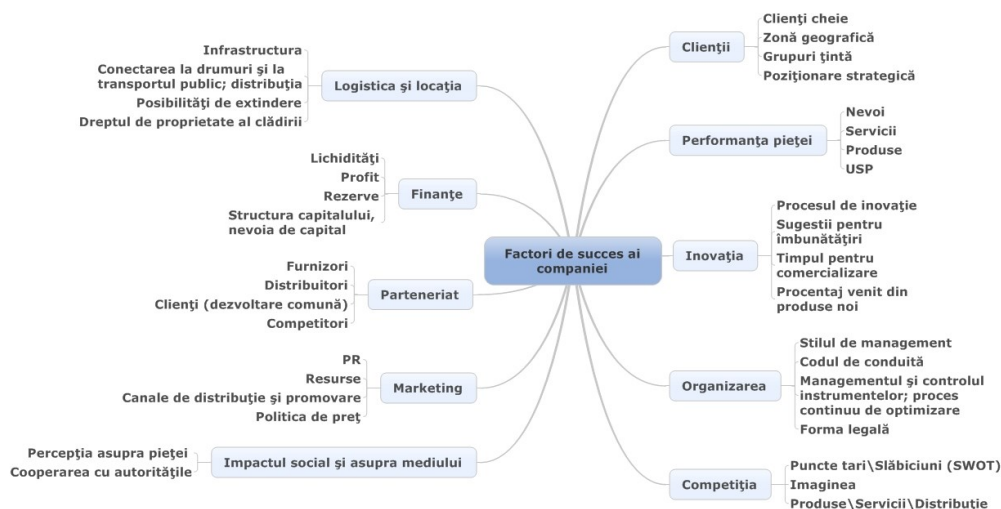 Factori de succes ai
companiei
Clienţii
Clienţi cheie
Zonă geografică
Grupuri ţintă
Poziţionare strategică
Performanţa pieţei
Nevoi
Servicii
Produse
USP
Inovaţia
Procesul de inovaţie
Sugestii pentru
îmbunătăţiri
Timpul pentru
comercializare
Procentaj venit din
produse noi
Organizarea
Stilul de management
Codul de conduită
Managementul şi controlul
instrumentelor; proces
continuu de optimizare
Forma legală
Competiţia
Puncte tari\Slăbiciuni (SWOT)
Imaginea
Produse\Servicii\Distribuţie
Logistica şi locaţia
Infrastructura
Conectarea la drumuri şi la
transportul public; distribuţia
Posibilităţi de extindere
Dreptul de proprietate al clădirii
Finanţe
Lichidităţi
Profit
Rezerve
Structura capitalului,
nevoia de capital
Parteneriat
Furnizori
Distribuitori
Clienţi (dezvoltare comună)
Competitori
Marketing
PR
Resurse
Canale de distribuţie şi promovare
Politica de preţ
Impactul social şi asupra mediului
Percepţia asupra pieţei
Cooperarea cu autorităţile